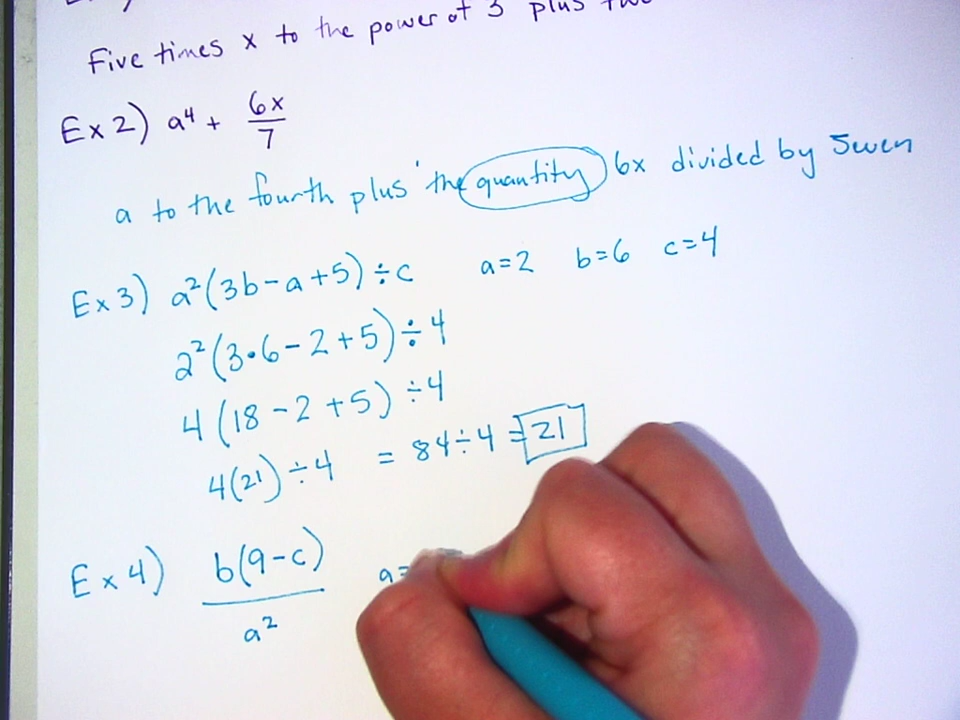 Five times x to the power of 3 plus two
Ex 2) a⁴ + 6x/7
a to the fourth plus the quantity 6x divided by Seven
Ex 3) a²(3b-a+5)÷c a=2 b=6 c=4
2²(3•6-2+5)÷4
4(18-2+5)÷4
4(21)÷4 = 84÷4 = 21
Ex 4) b(9-c)/a² a=